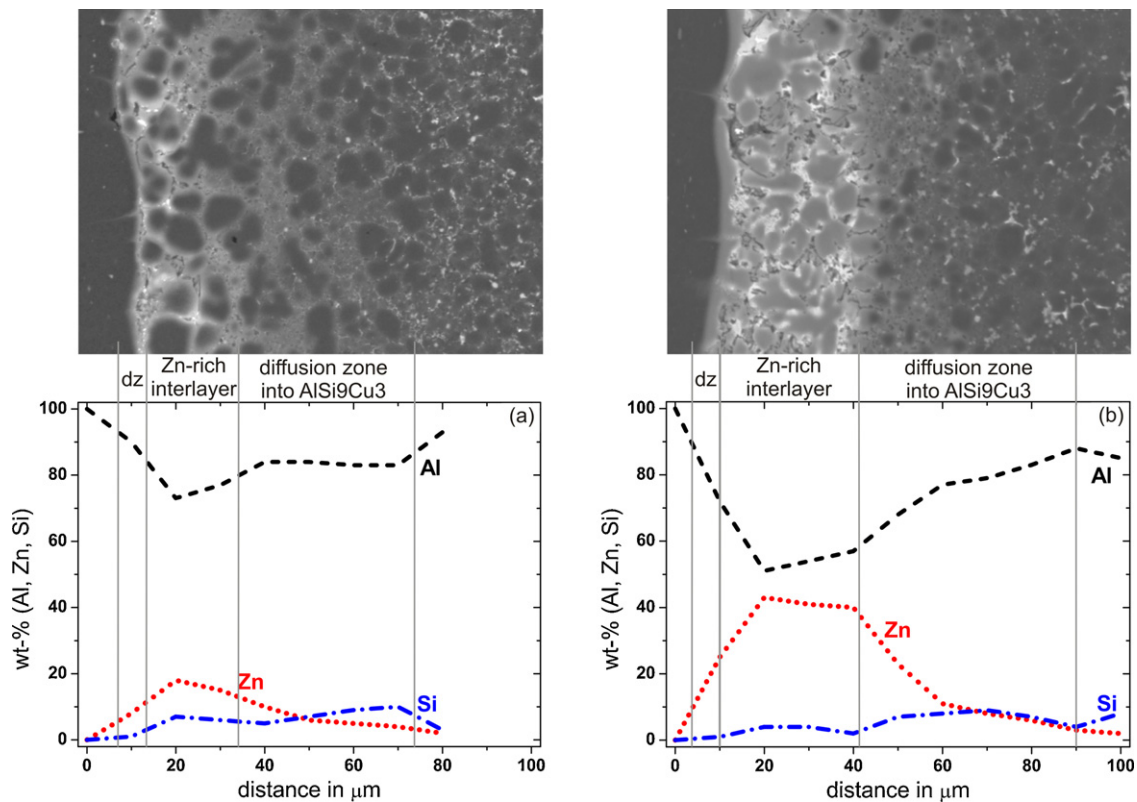 dz
Zn-rich
interlayer
diffusion zone
into AlSi9Cu3
(a)
100
80
60
40
20
0
wt-% (Al, Zn, Si)
Al
Zn
Si
0 20 40 60 80 100
distance in μm
dz
Zn-rich
interlayer
diffusion zone
into AlSi9Cu3
(b)
100
80
60
40
20
0
wt-% (Al, Zn, Si)
Al
Zn
Si
0 20 40 60 80 100
distance in μm